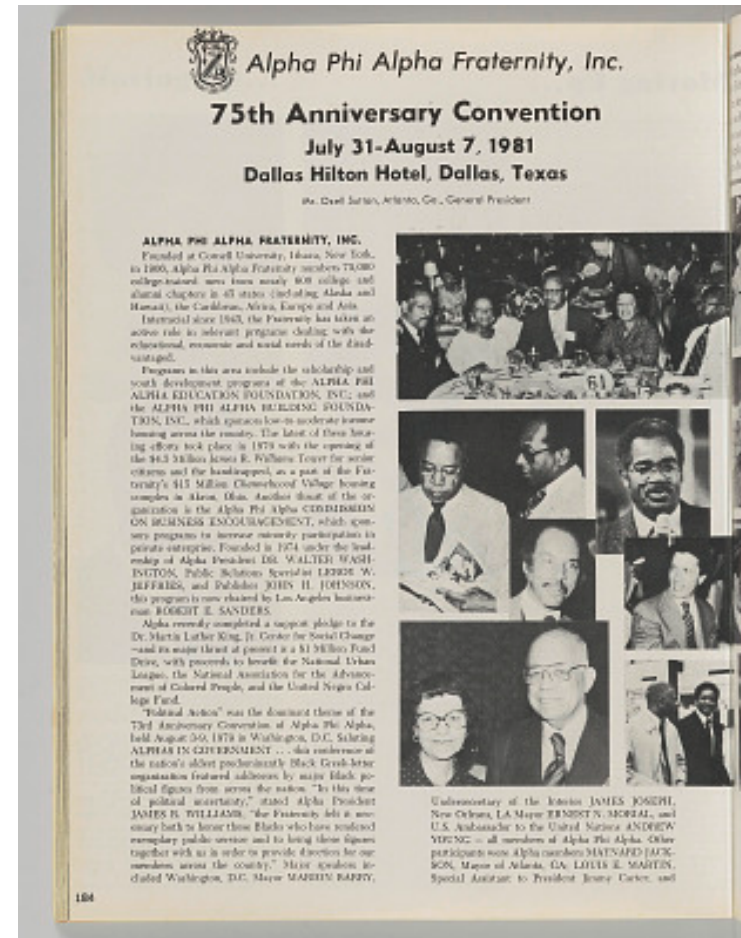 Alpha Phi Alpha Fraternity, Inc.
75th Anniversary Convention
July 31-August 7, 1981
Dallas Hilton Hotel, Dallas, Texas
Mr. Ozell Sutton, Atlanta, Ga., General President
ALPHA PHI ALPHA FRATERNITY, INC.
Founded at Cornell University, Ithaca, New York,
in 1906, Alpha Phi Alpha Fraternity numbers 75,000
college-trained men from nearly 600 college and
alumni chapters in 45 states (including Alaska and
Hawaii), the Caribbean, Africa, Europe and Asia.
Interracial since 1945, the Fraternity has taken an
active role in relevant programs dealing with the
educational, economic and social needs of the disad-
vantaged.
Programs in this area include the scholarship and
youth development programs of the ALPHA PHI
ALPHA EDUCATION FOUNDATION, INC.; and
the ALPHA PHI ALPHA BUILDING FOUNDA-
TION, INC., which sponsors low-to-moderate income
housing across the country. The latest of these hous-
ing efforts took place in 1979 with the opening of
the $4.5 Million James R. Williams Tower for senior
citizens and the handicapped, as a part of the Fra-
ternity's $15 Million Channelwood Village housing
complex in Akron, Ohio. Another thrust of the or-
ganization is the Alpha Phi Alpha COMMISSION
ON BUSINESS ENCOURAGEMENT, which spon-
sors programs to increase minority participation in
private enterprise. Founded in 1974 under the lead-
ership of Alpha President DR. WALTER WASH-
INGTON, Public Relations Specialist LEROY W.
JEFFRIES, and Publisher JOHN H. JOHNSON,
this program is now chaired by Los Angeles business-
man ROBERT E. SANDERS.
Alpha recently completed a support pledge to the
Dr. Martin Luther King, Jr. Center for Social Change
—and its major thrust at present is a $1 Million Fund
Drive, with proceeds to benefit the National Urban
League, the National Association for the Advance-
ment of Colored People, and the United Negro Col-
lege Fund.
"Political Action" was the dominant theme of the
73rd Anniversary Convention of Alpha Phi Alpha,
held August 3-9, 1979 in Washington, D.C. Saluting
ALPHAS IN GOVERNMENT . . . this conference of
the nation's oldest predominantly Black Greek-letter
organization featured addresses by major Black po-
litical figures from across the nation. "In this time
of political uncertainty," stated Alpha President
JAMES R. WILLIAMS, "the Fraternity felt it nec-
essary both to honor those Blacks who have rendered
exemplary public service and to bring those figures
together with us in order to provide direction for our
members across the country." Major speakers in-
cluded Washington, D.C. Mayor MARION BARRY,
61
Undersecretary of the Interior JAMES JOSEPH,
New Orleans, LA Mayor ERNEST N. MORIAL, and
U.S. Ambassador to the United Nations ANDREW
YOUNG – all members of Alpha Phi Alpha. Other
participants were Alpha members MAYNARD JACK-
SON, Mayor of Atlanta, GA; LOUIS E. MARTIN,
Special Assistant to President Jimmy Carter, and
184